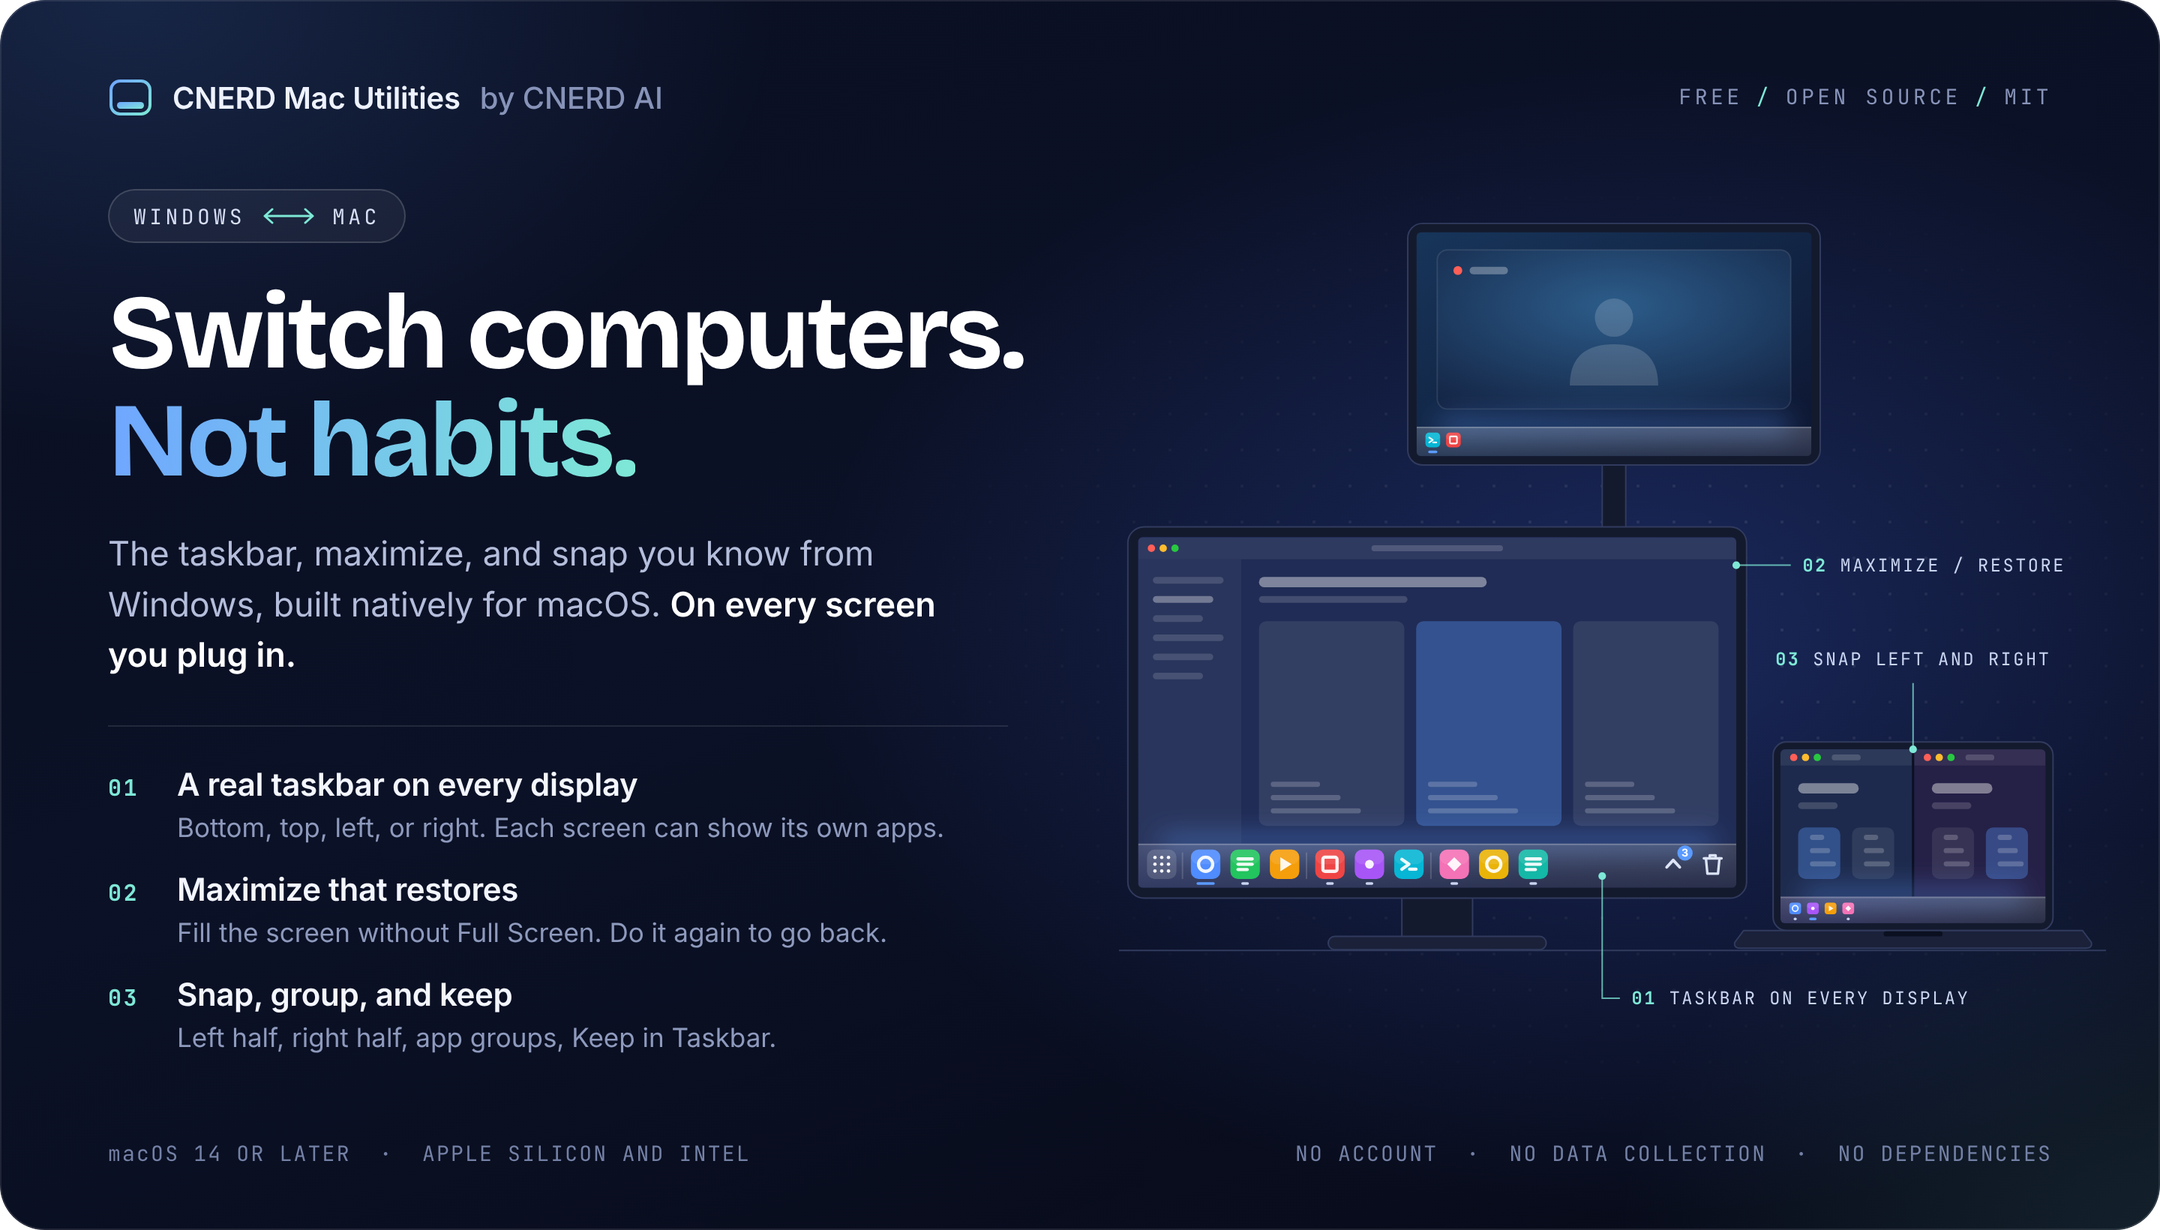 CNERD Mac Utilities by CNERD AI
FREE / OPEN SOURCE / MIT
WINDOWS ⟷ MAC
Switch computers.
Not habits.
The taskbar, maximize, and snap you know from
Windows, built natively for macOS. On every screen
you plug in.
01 A real taskbar on every display
Bottom, top, left, or right. Each screen can show its own apps.
02 Maximize that restores
Fill the screen without Full Screen. Do it again to go back.
03 Snap, group, and keep
Left half, right half, app groups, Keep in Taskbar.
02 MAXIMIZE / RESTORE
03 SNAP LEFT AND RIGHT
3
01 TASKBAR ON EVERY DISPLAY
macOS 14 OR LATER · APPLE SILICON AND INTEL
NO ACCOUNT · NO DATA COLLECTION · NO DEPENDENCIES